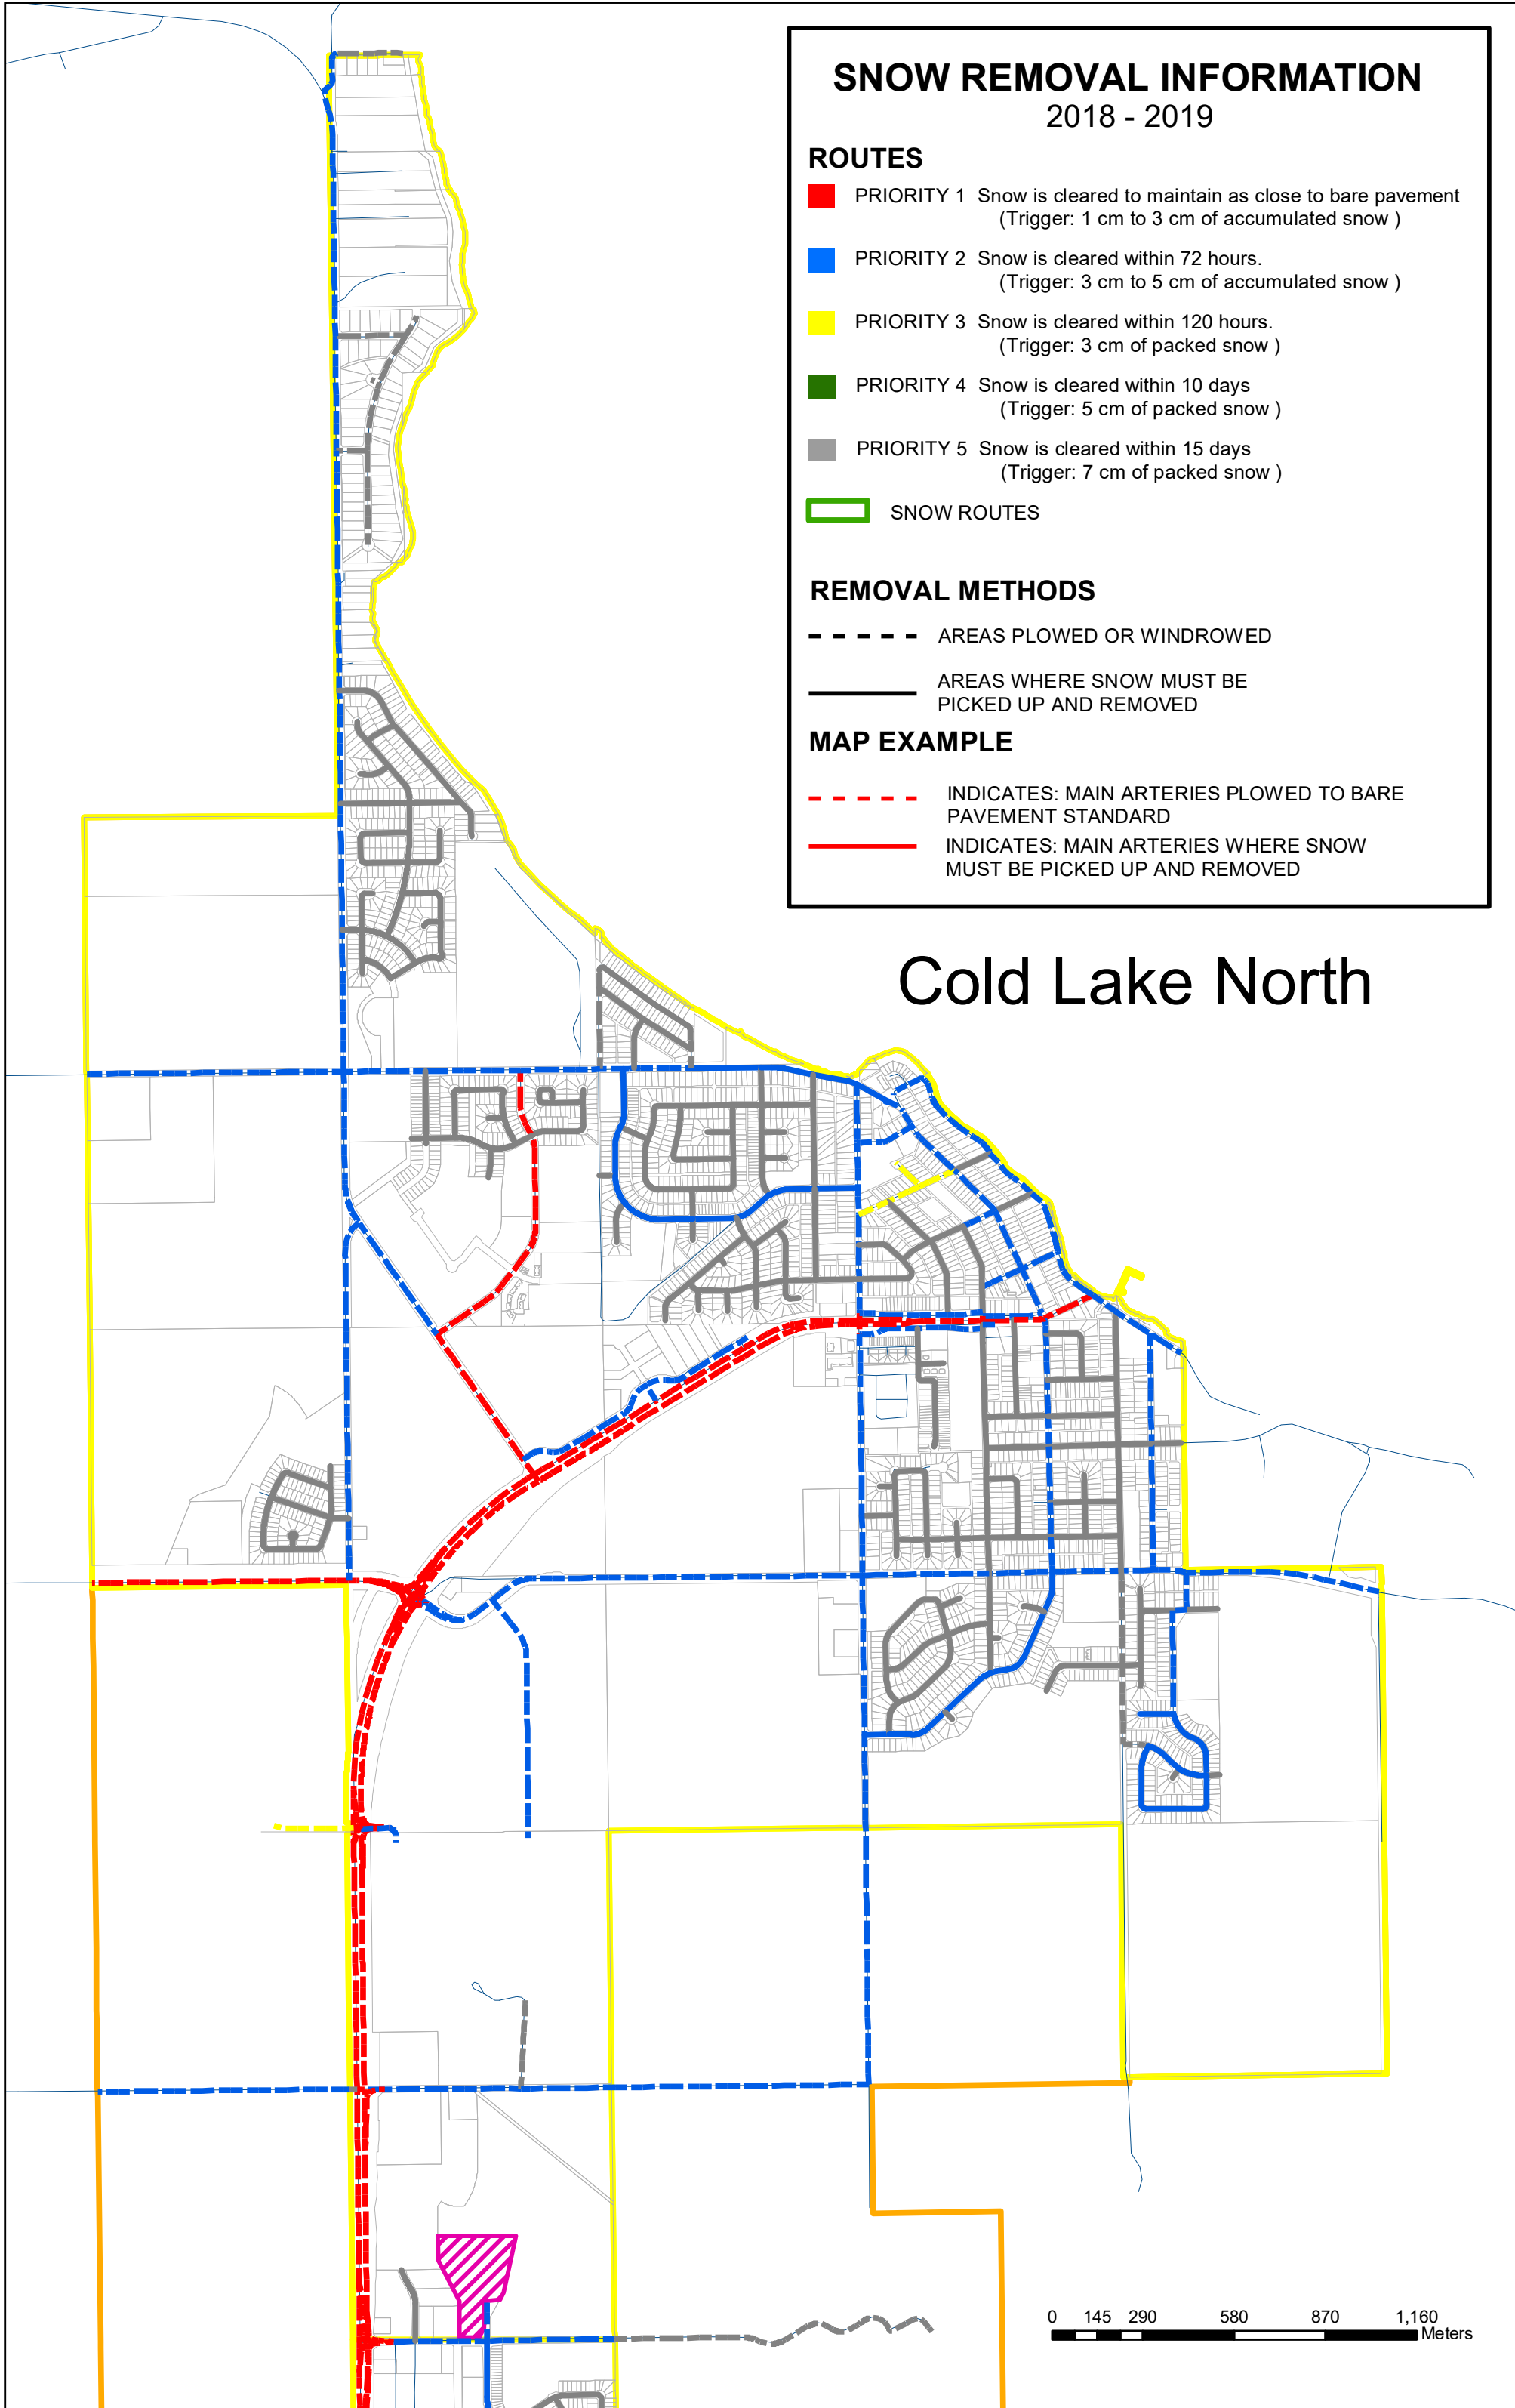 SNOW REMOVAL INFORMATION
2018 - 2019
ROUTES
PRIORITY 1 Snow is cleared to maintain as close to bare pavement
(Trigger: 1 cm to 3 cm of accumulated snow )
PRIORITY 2 Snow is cleared within 72 hours.
(Trigger: 3 cm to 5 cm of accumulated snow )
PRIORITY 3 Snow is cleared within 120 hours.
(Trigger: 3 cm of packed snow )
PRIORITY 4 Snow is cleared within 10 days
(Trigger: 5 cm of packed snow )
PRIORITY 5 Snow is cleared within 15 days
(Trigger: 7 cm of packed snow )
SNOW ROUTES
REMOVAL METHODS
AREAS PLOWED OR WINDROWED
AREAS WHERE SNOW MUST BE
PICKED UP AND REMOVED
MAP EXAMPLE
INDICATES: MAIN ARTERIES PLOWED TO BARE
PAVEMENT STANDARD
INDICATES: MAIN ARTERIES WHERE SNOW
MUST BE PICKED UP AND REMOVED
Cold Lake North
0 145 290 580 870 1,160
Meters